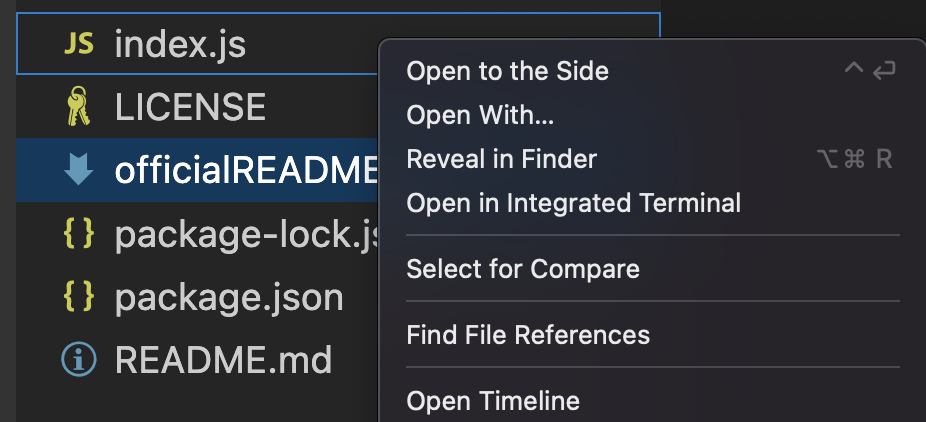 JS index.js
LICENSE
officialREADME
{} package-lock.js
{} package.json
README.md
Open to the Side ^ ↩
Open With...
Reveal in Finder ⌥⌘ R
Open in Integrated Terminal
Select for Compare
Find File References
Open Timeline